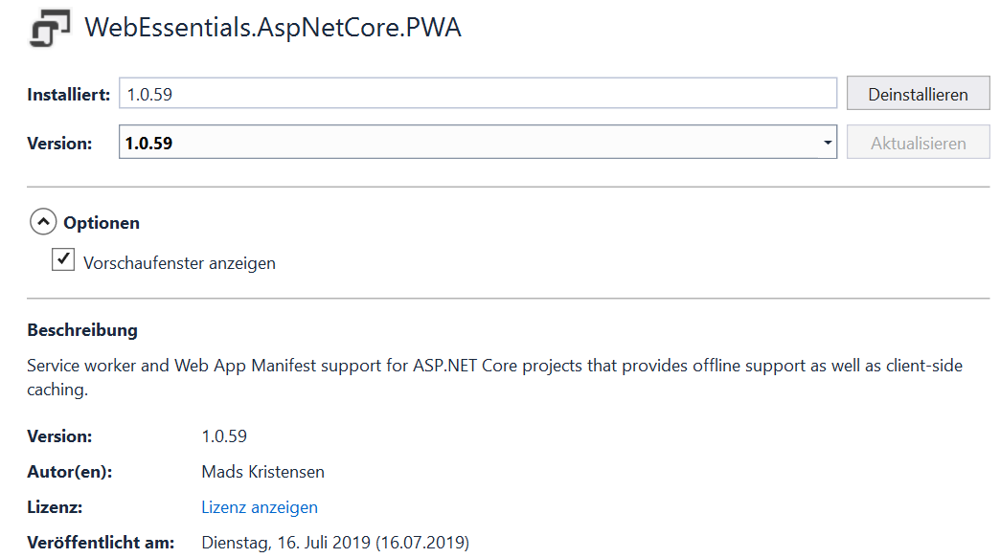 WebEssentials.AspNetCore.PWA
Installiert: 1.0.59 Deinstallieren
Version: 1.0.59 Aktualisieren
Optionen
Vorschaufenster anzeigen
Beschreibung
Service worker and Web App Manifest support for ASP.NET Core projects that provides offline support as well as client-side
caching.
Version: 1.0.59
Autor(en): Mads Kristensen
Lizenz: Lizenz anzeigen
Veröffentlicht am: Dienstag, 16. Juli 2019 (16.07.2019)